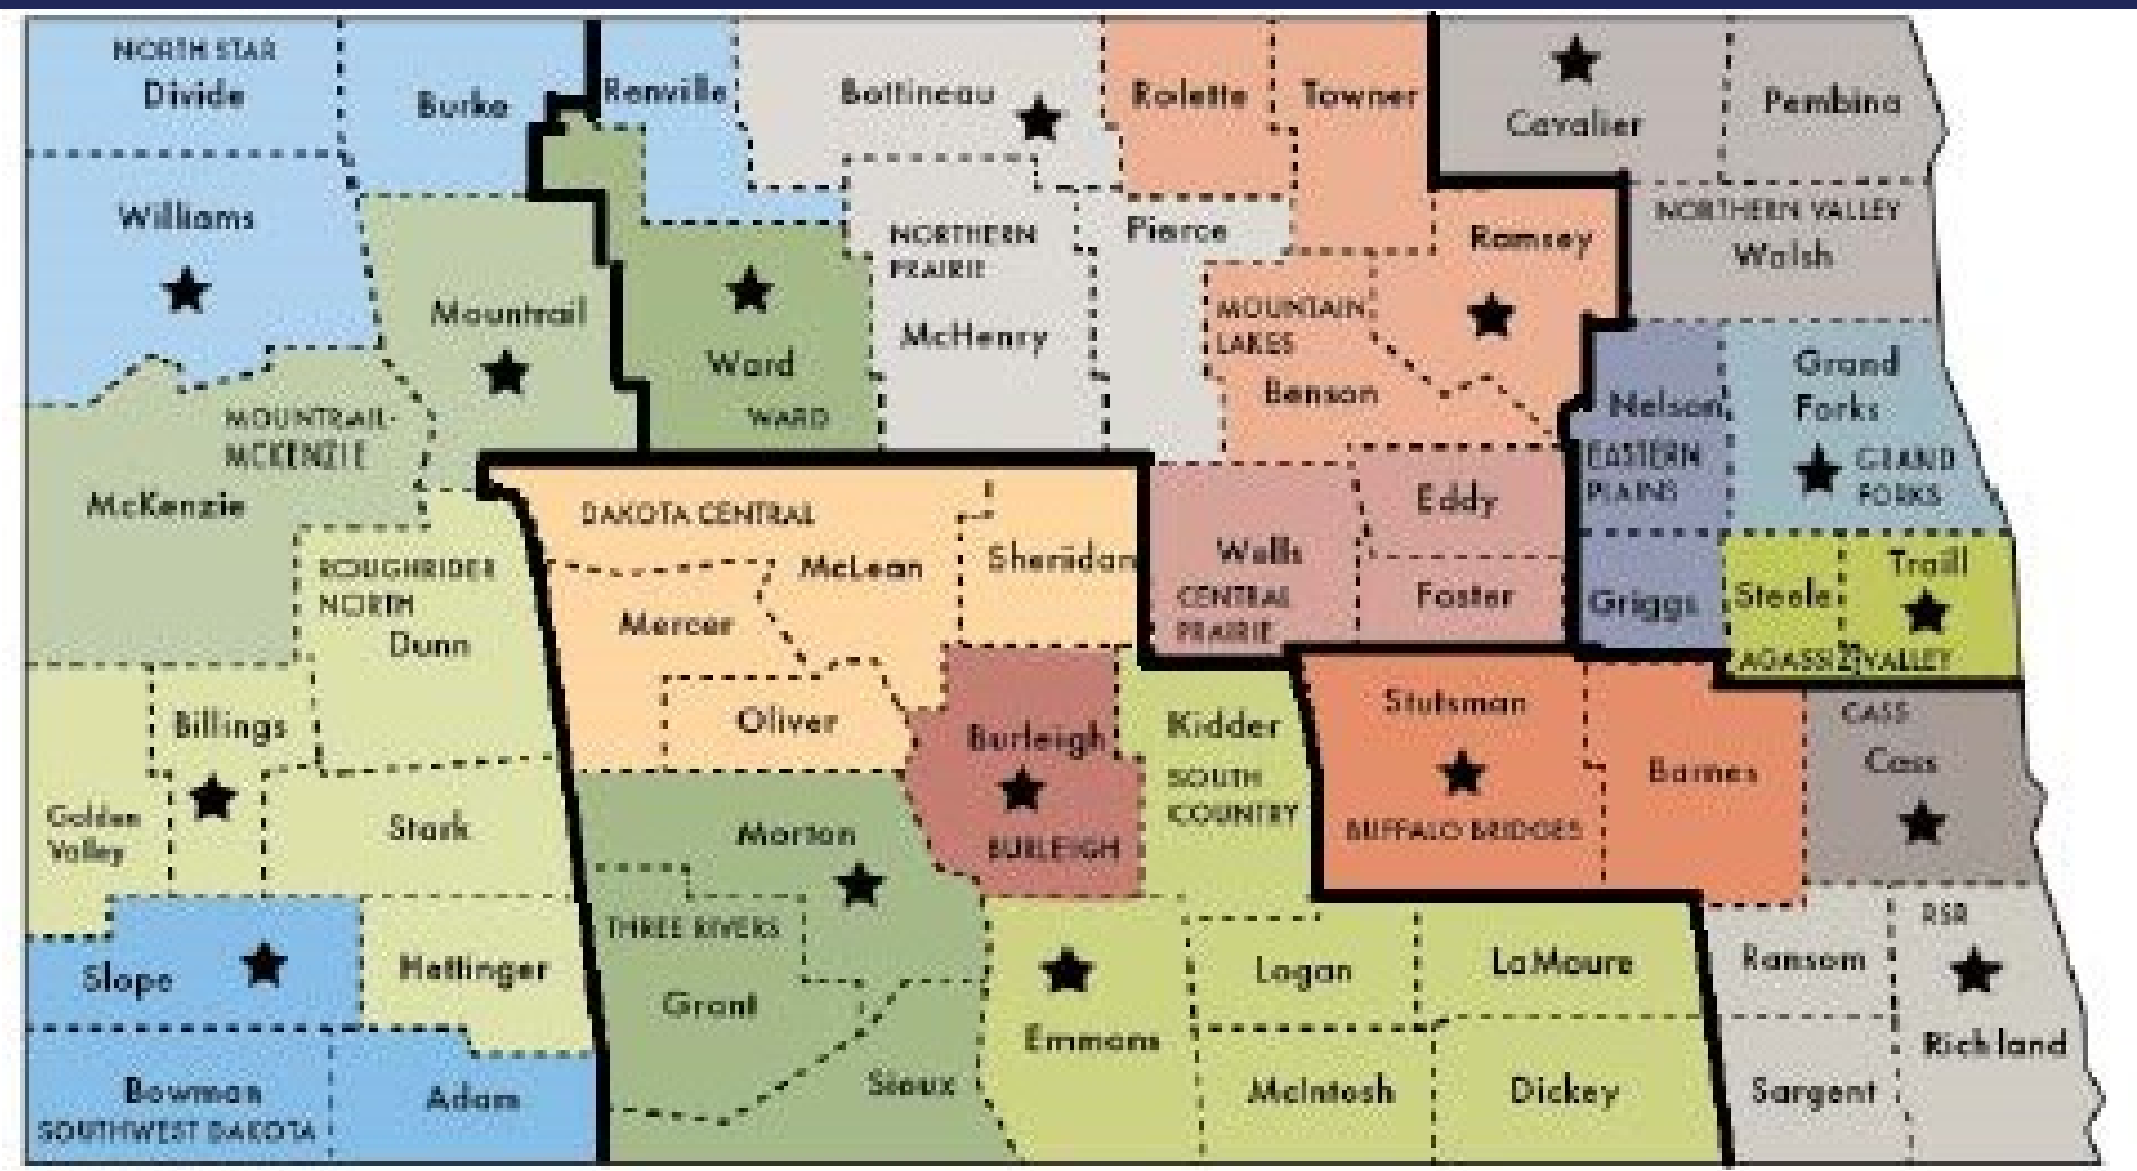 NORTH STAR
Divide
Burke
Renville
Bottineau
Rolette
Towner
Cavalier
Pembina
Williams
Mountrail
MOUNTRAIL-
MCKENZIE
McKenzie
Ward
WARD
NORTHERN
PRAIRIE
McHenry
Pierce
MOUNTAIN
LAKES
Benson
Ramsey
NORTHERN VALLEY
Walsh
Nelson
EASTERN
PLAINS
Griggs
Grand
Forks
GRAND
FORKS
ROUGHRIDER
NORTH
Dunn
DAKOTA CENTRAL
McLean
Sheriidan
Mercer
Oliver
Wells
CENTRAL
PRAIRIE
Eddy
Foster
Steele
Traill
AGASSIZ VALLEY
Billings
Golden
Valley
Stark
Burleigh
BURLEIGH
Kidder
SOUTH
COUNTRY
Stutsman
BUFFALO BRIDGES
Barnes
CASS
Cass
Morton
THREE RIVERS
Grant
Sioux
Slope
Hettinger
Bowman
SOUTHWEST DAKOTA
Adam
Emmons
Logan
LaMoure
McIntosh
Dickey
Ransom
RSR
Richland
Sargent